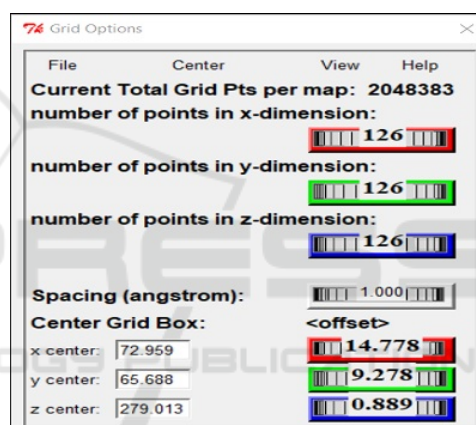 Grid Options
File Center View Help
Current Total Grid Pts per map: 2048383
number of points in x-dimension:
126
number of points in y-dimension:
126
number of points in z-dimension:
126
Spacing (angstrom): 1.000
Center Grid Box: <offset>
x center: 72.959 14.778
y center: 65.688 9.278
z center: 279.013 0.889